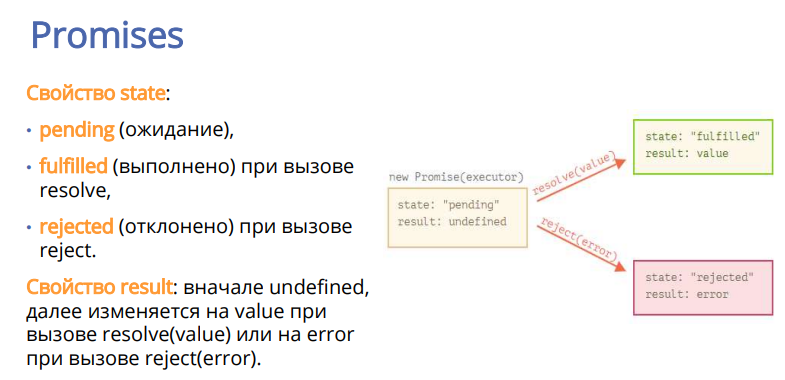 Promises
Свойство state:
• pending (ожидание),
• fulfilled (выполнено) при вызове
resolve,
• rejected (отклонено) при вызове
reject.
Свойство result: вначале undefined,
далее изменяется на value при
вызове resolve(value) или на error
при вызове reject(error).
new Promise(executor)
state: "pending"
result: undefined
resolve(value)
reject(error)
state: "fulfilled"
result: value
state: "rejected"
result: error